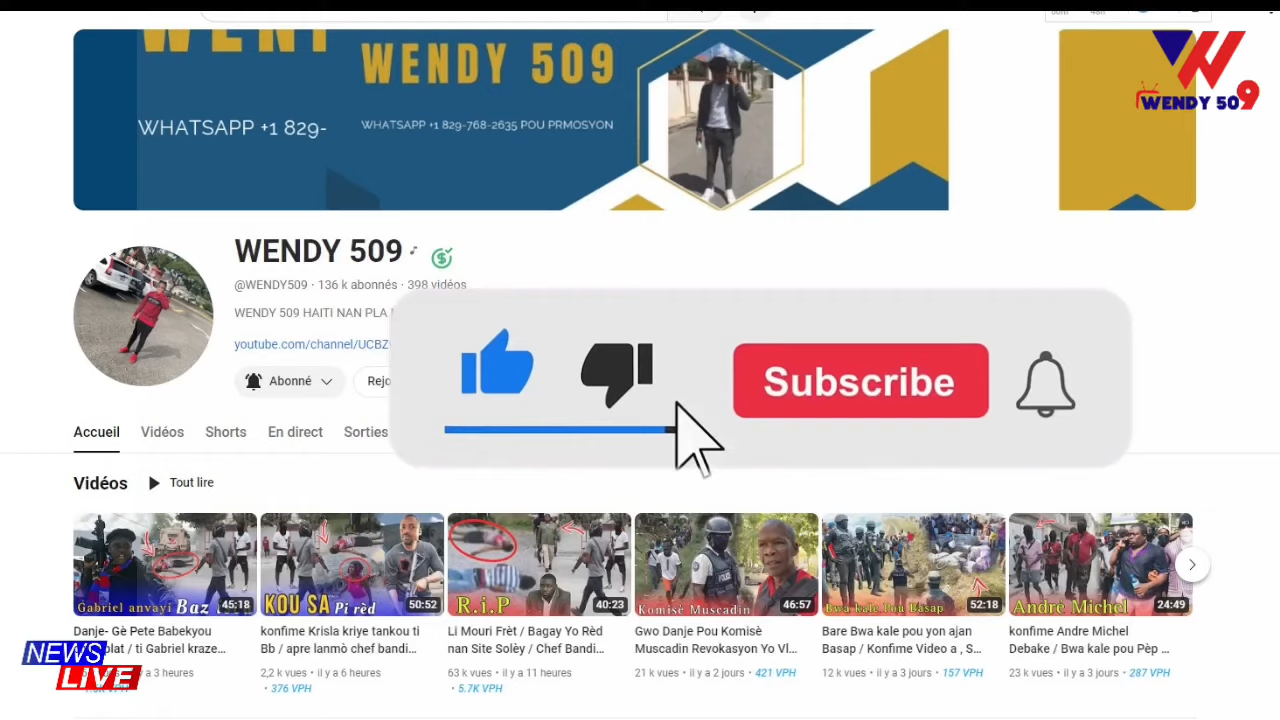 WENDY 509
WHATSAPP +1 829-
WHATSAPP +1 829-768-2635 POU PRMOSYON
WENDY 509
WENDY 509
@WENDY509 · 136 k abonnés · 398 vidéos
WENDY 509 HAITI NAN PLA
youtube.com/channel/UCBZ
Abonné
Subscribe
Accueil
Vidéos
Shorts
En direct
Sorties
Vidéos
Tout lire
Gabriel anvayi Baz
45:18
KOU SA Pi rèd
50:52
R.i.P
40:23
Komisé Muscadin
46:57
Bwa kale pou Basap
52:18
André Michel
24:49
Danje- Gè Pete Babekyou
plat / ti Gabriel kraze…
a 3 heures
konfime Krisla kriye tankou ti
Bb / apre lanmò chef bandi…
2,2 k vues • il y a 6 heures
• 376 VPH
Li Mouri Frèt / Bagay Yo Rèd
nan Site Solèy / Chef Bandi…
63 k vues • il y a 11 heures
• 5.7K VPH
Gwo Danje Pou Komisè
Muscadin Revokasyon Yo Vl…
21 k vues • il y a 2 jours • 421 VPH
Bare Bwa kale pou yon ajan
Basap / Konfime Video a , S…
12 k vues • il y a 3 jours • 157 VPH
konfime Andre Michel
Debake / Bwa kale pou Pèp …
23 k vues • il y a 3 jours • 287 VPH
NEWS
LIVE